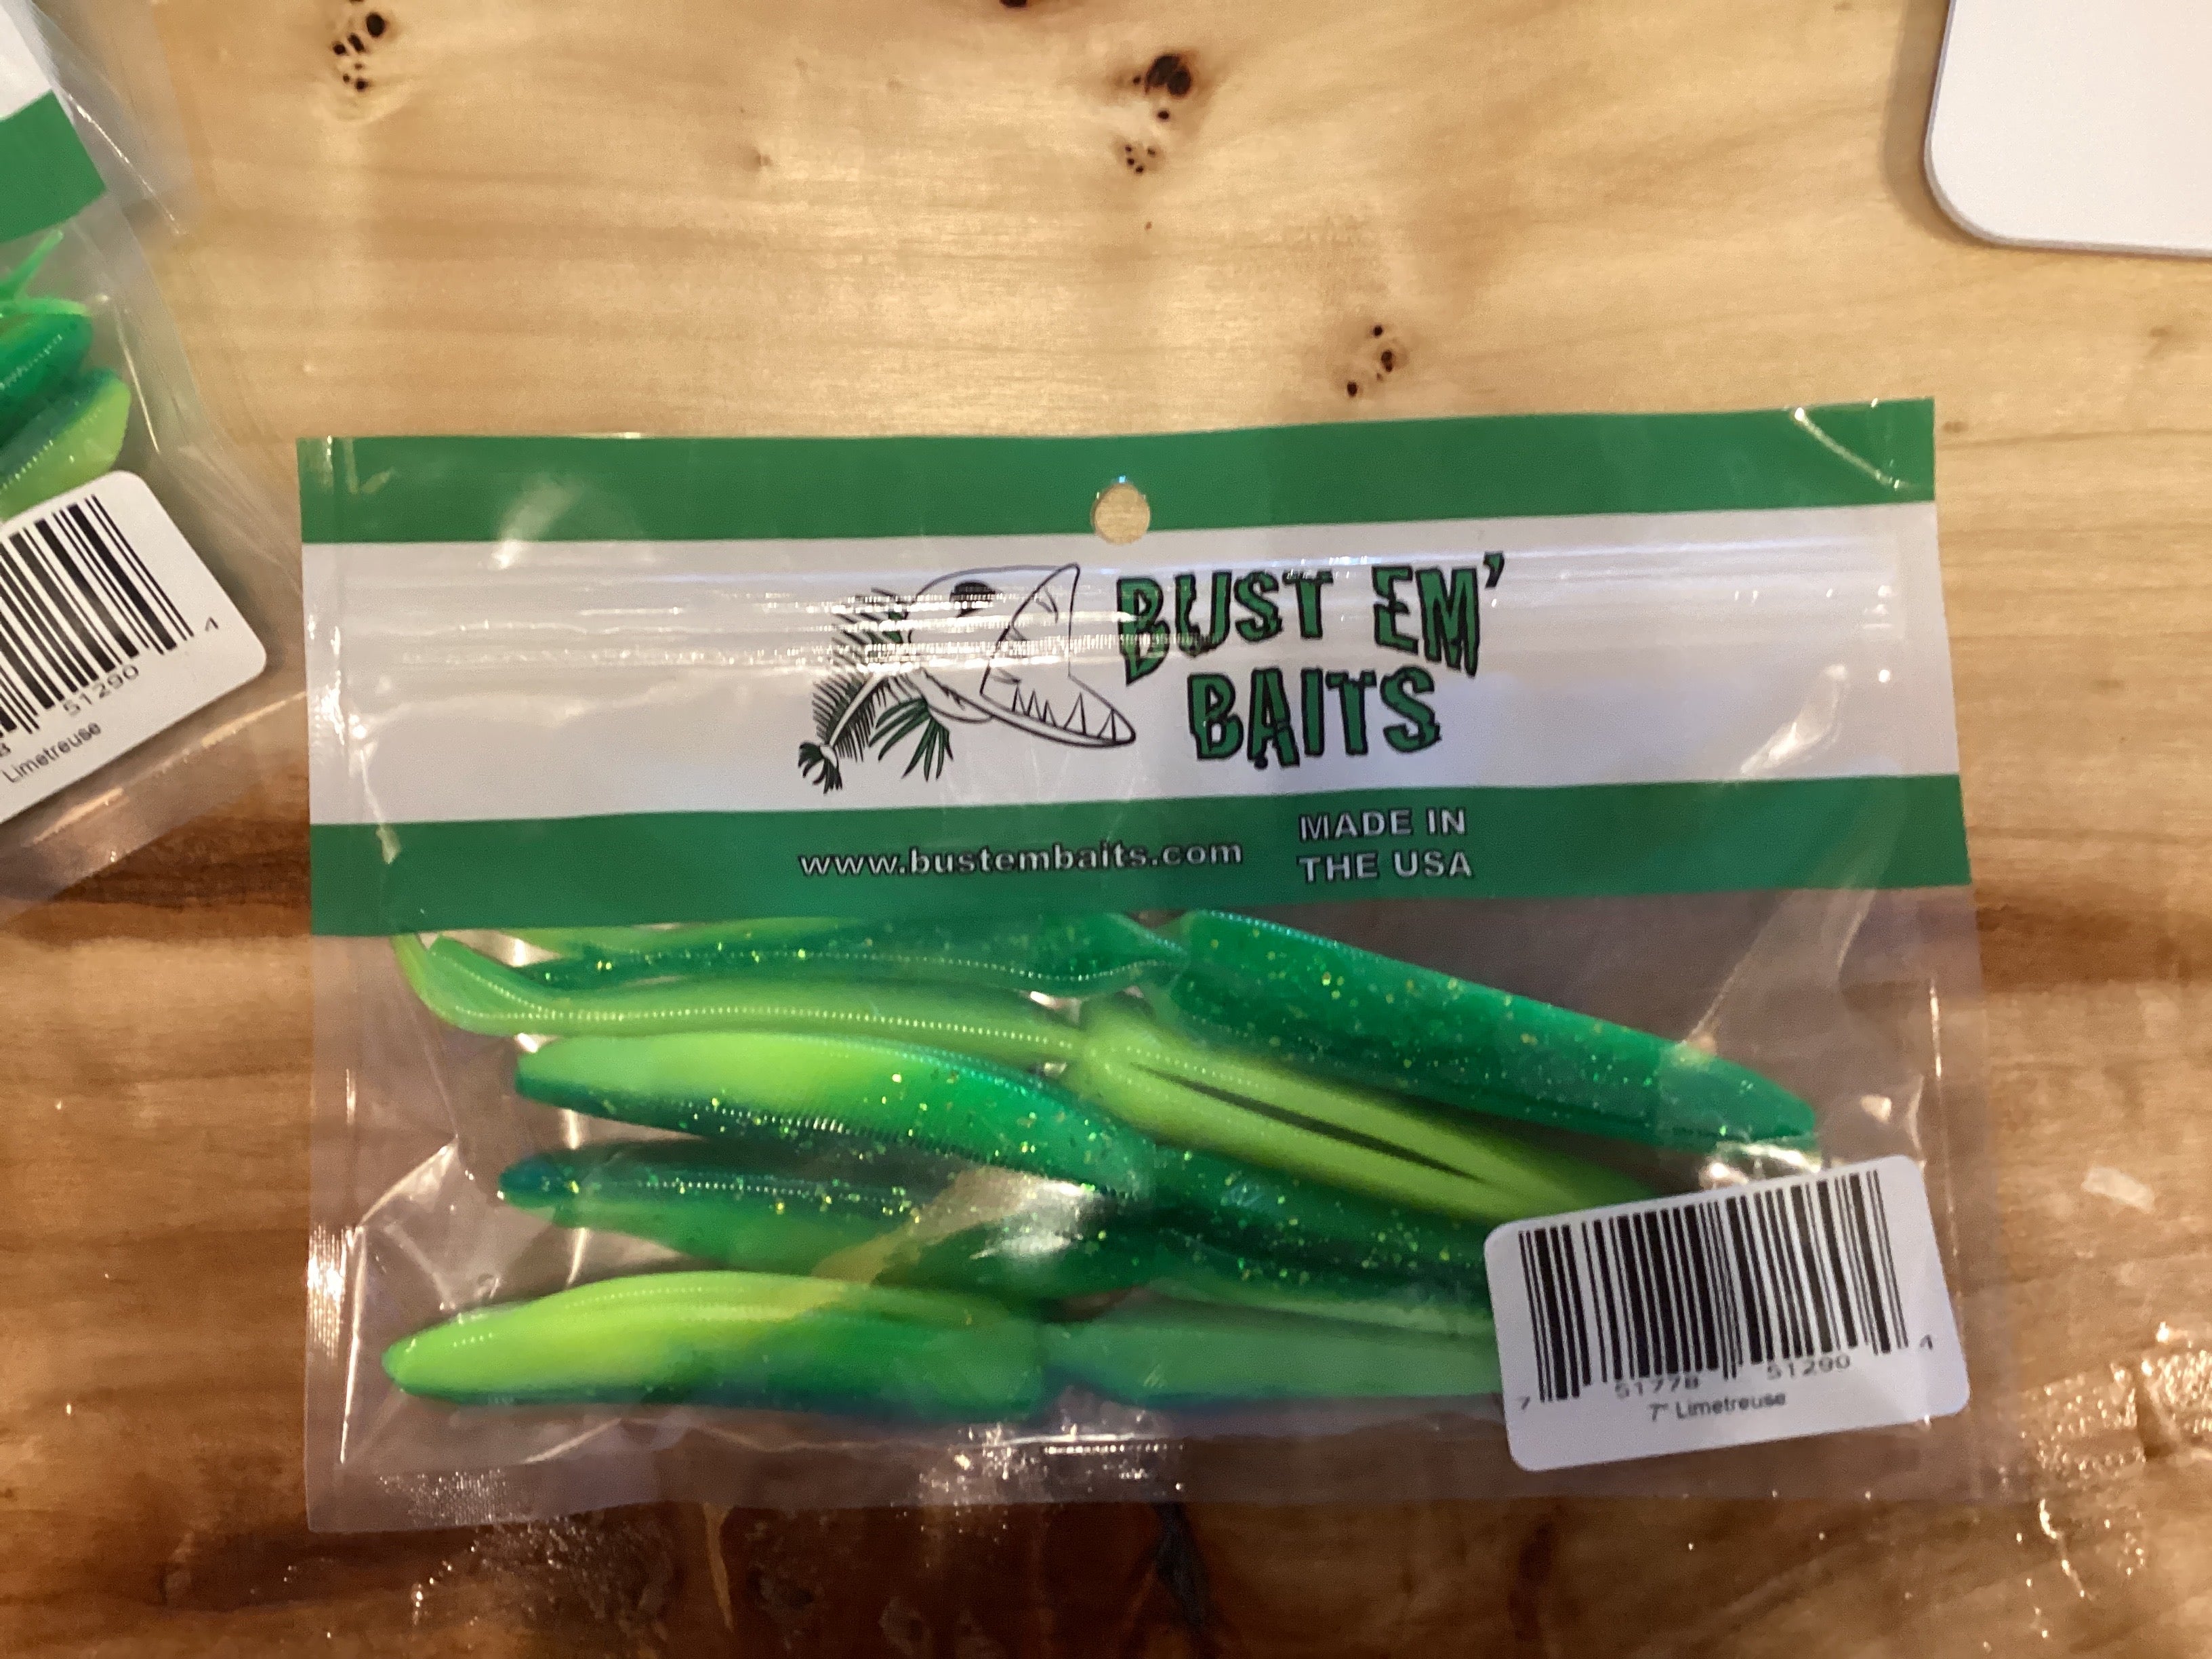 BUST EM'
BAITS
www.bustembaits.com
MADE IN
THE USA
7 51778 51290 4
7" Limetreuse
51290 4
Limetreuse